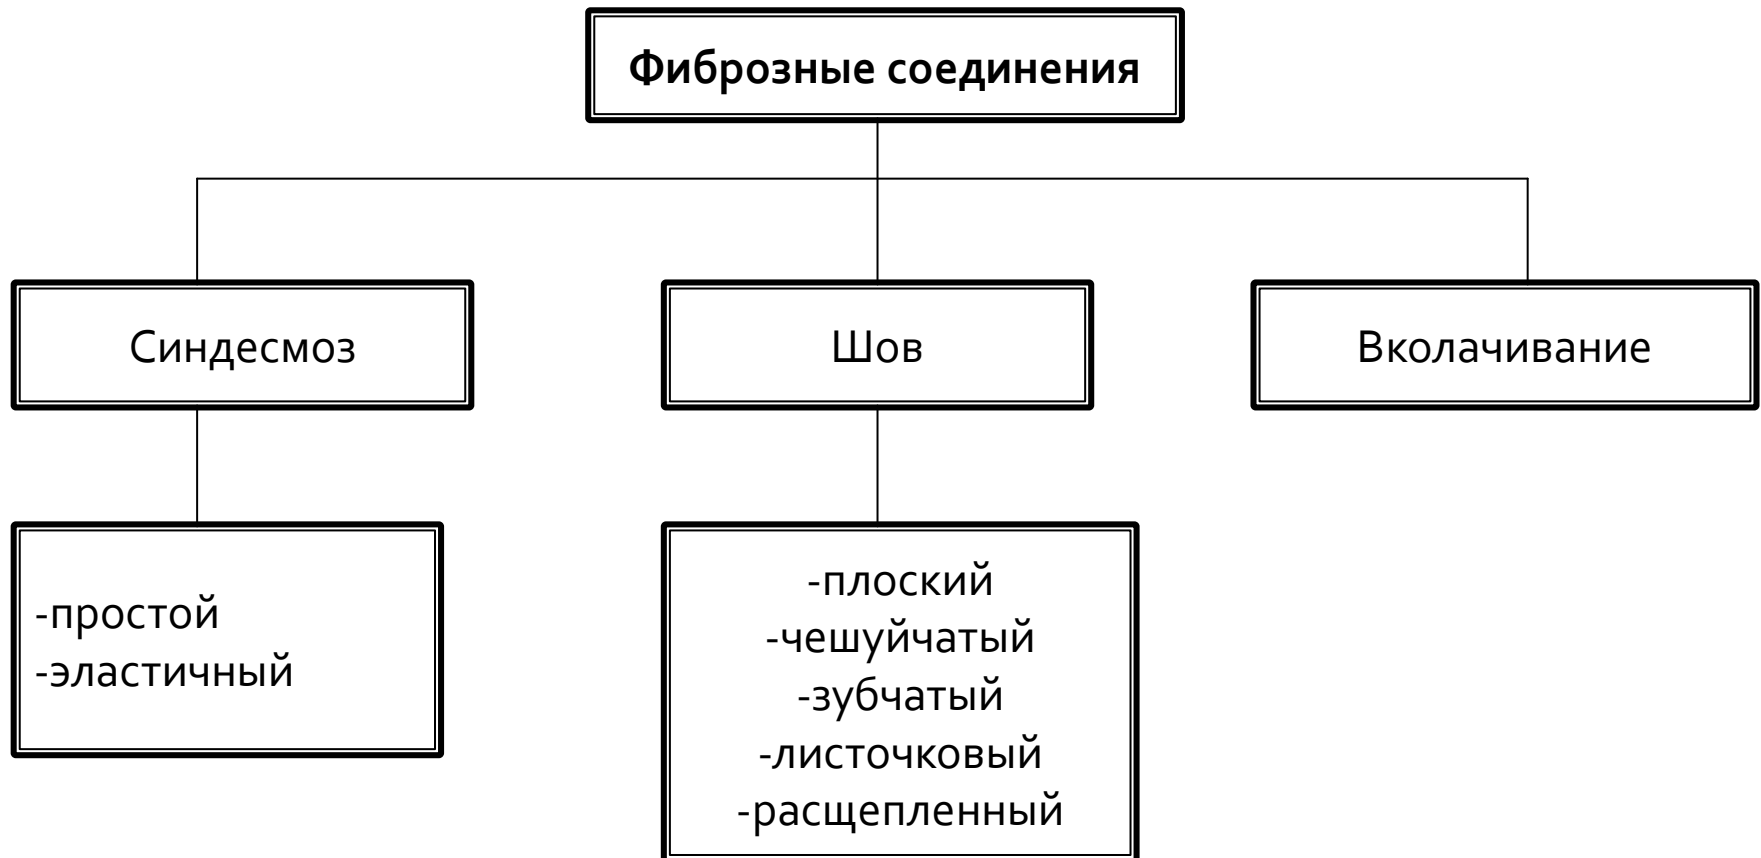 Фиброзные соединения
Синдесмоз
Шов
Вколачивание
-простой
-эластичный
-плоский
-чешуйчатый
-зубчатый
-листочковый
-расщепленный